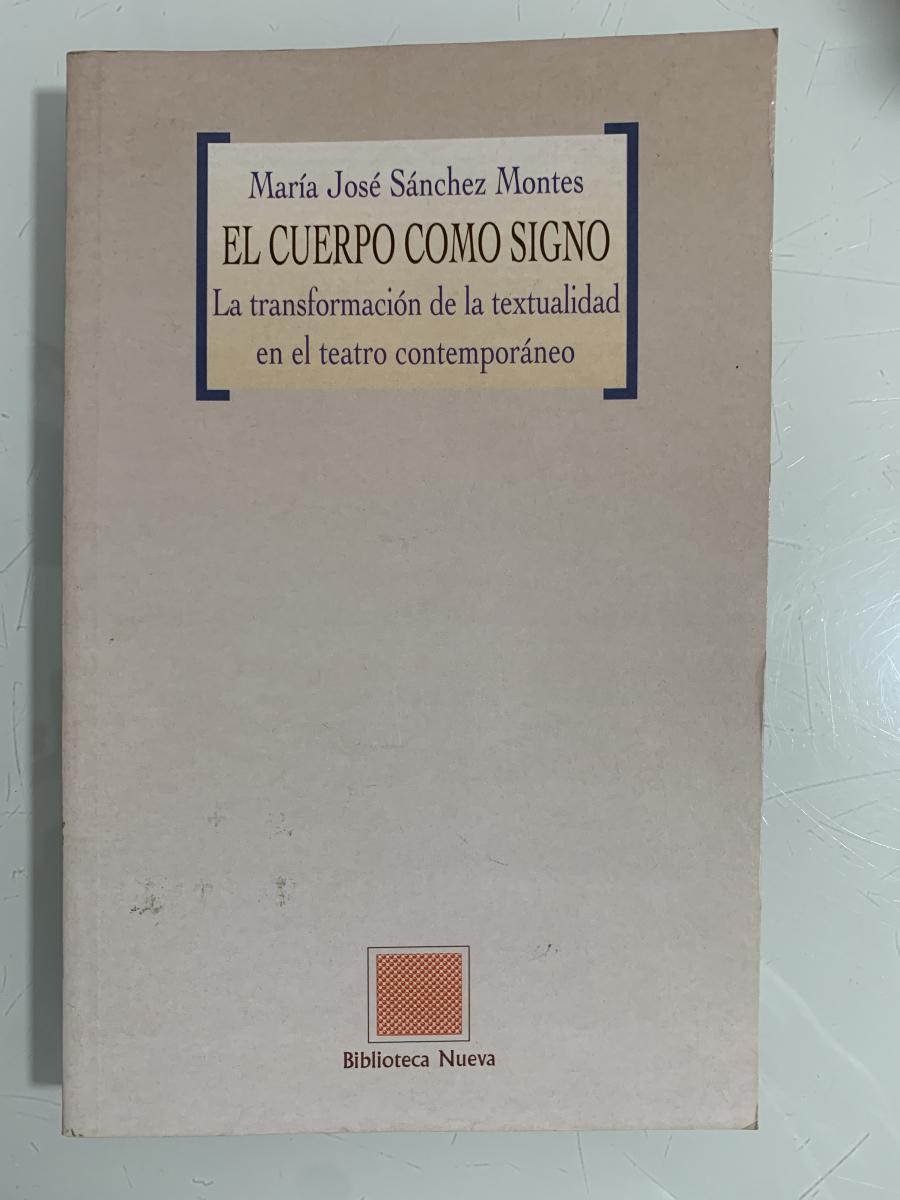 María José Sánchez Montes
EL CUERPO COMO SIGNO
La transformación de la textualidad
en el teatro contemporáneo
Biblioteca Nueva